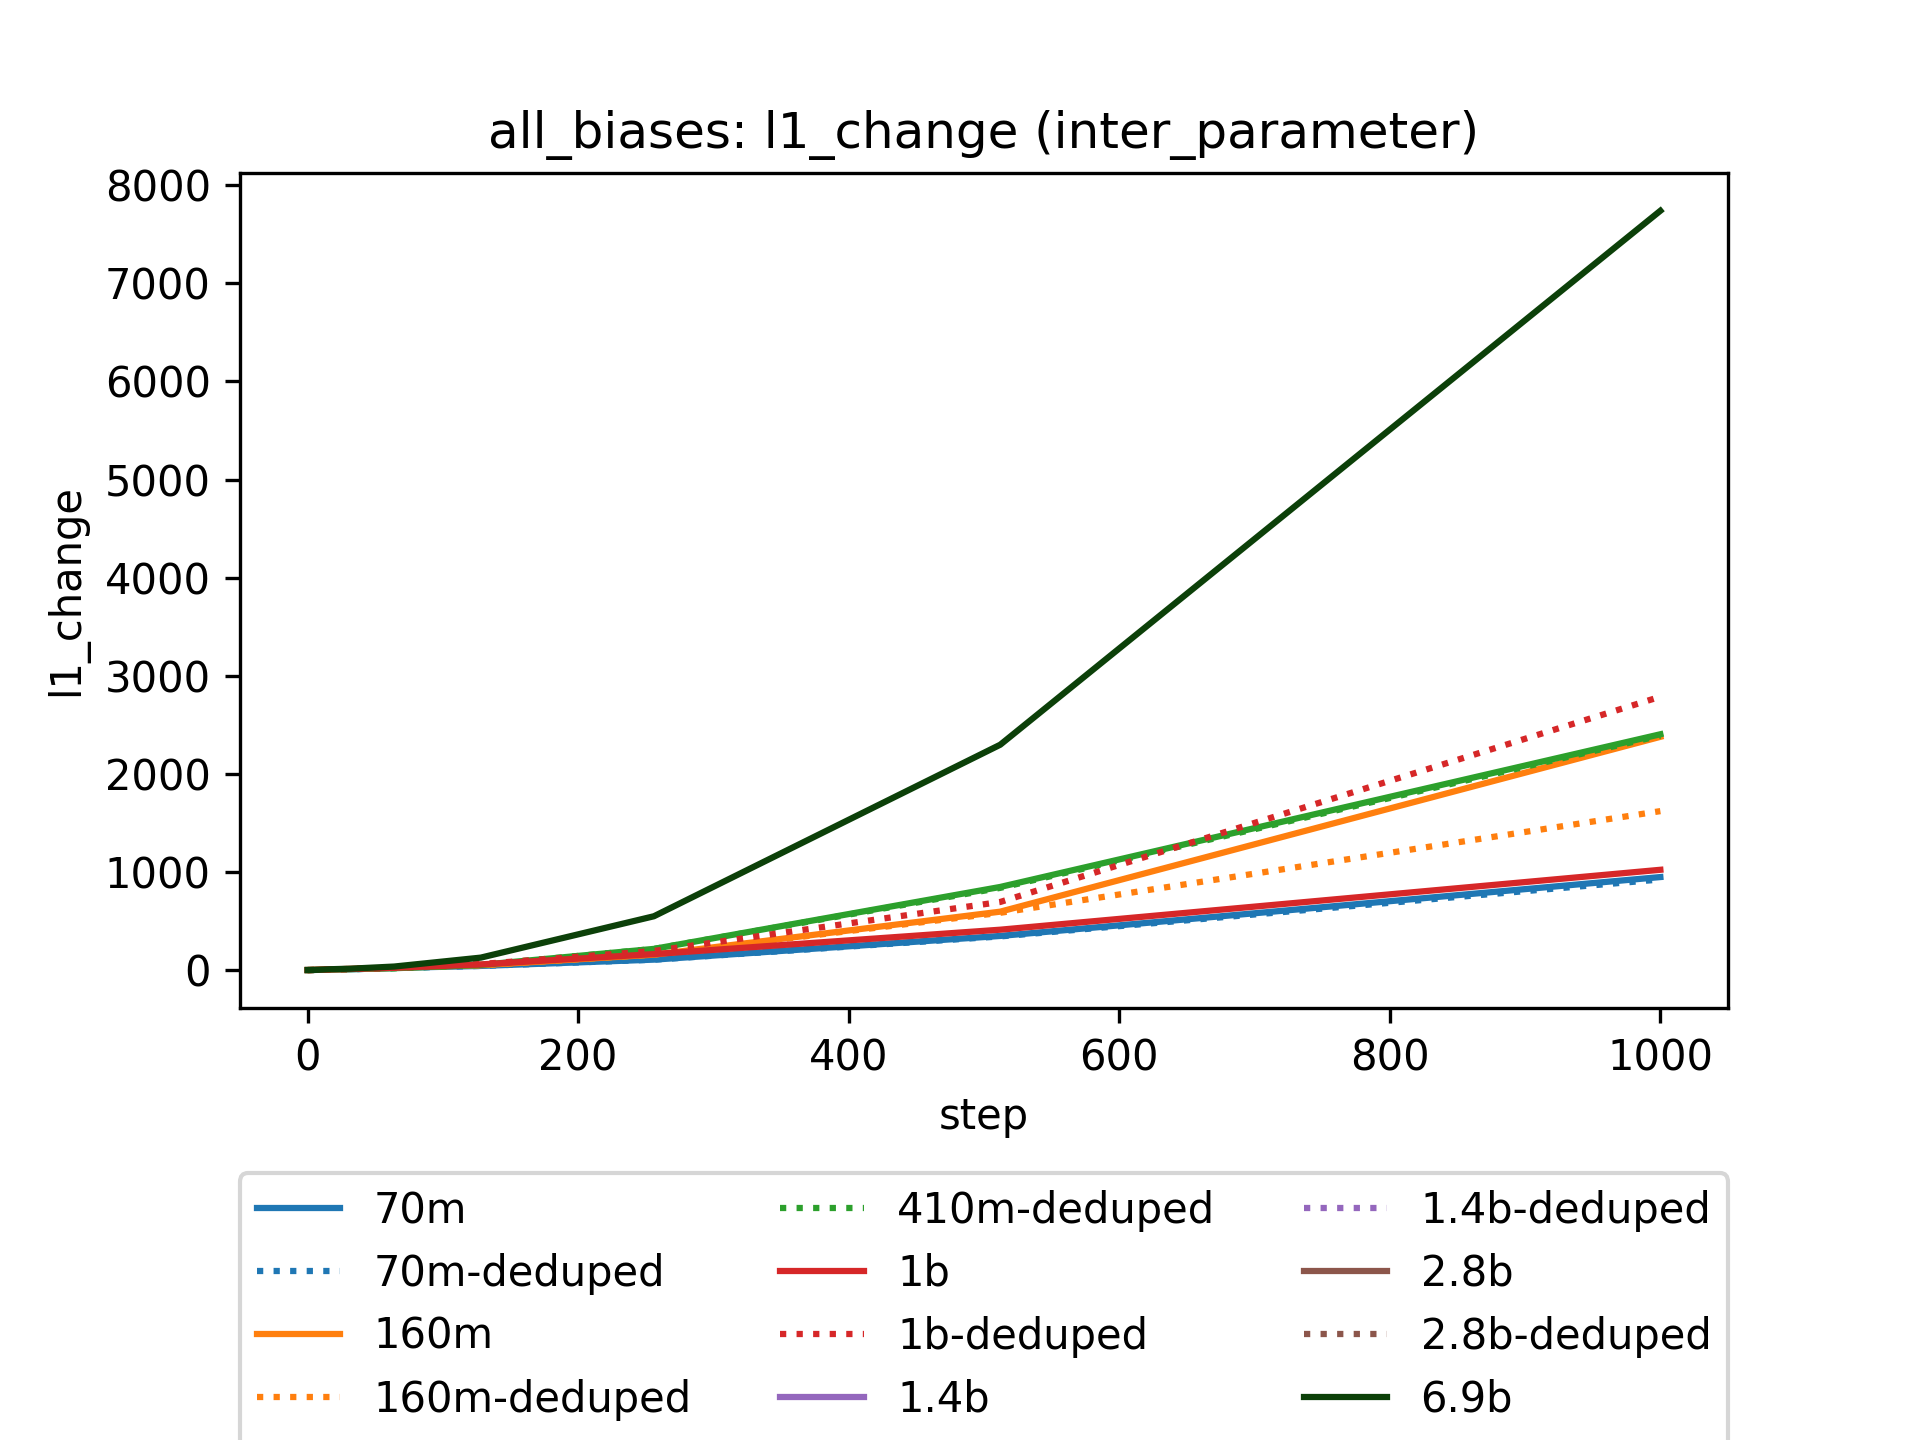 all_biases: l1_change (inter_parameter)
8000
7000
6000
5000
4000
3000
2000
1000
0
l1_change
0 200 400 600 800 1000
step
70m
70m-deduped
160m
160m-deduped
410m-deduped
1b
1b-deduped
1.4b
1.4b-deduped
2.8b
2.8b-deduped
6.9b